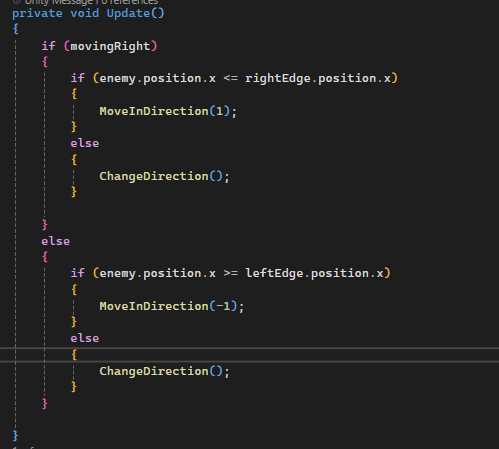 Unity Message | 0 references
private void Update()
{
if (movingRight)
{
if (enemy.position.x <= rightEdge.position.x)
{
MoveInDirection(1);
}
else
{
ChangeDirection();
}
}
else
{
if (enemy.position.x >= leftEdge.position.x)
{
MoveInDirection(-1);
}
else
{
ChangeDirection();
}
}
}